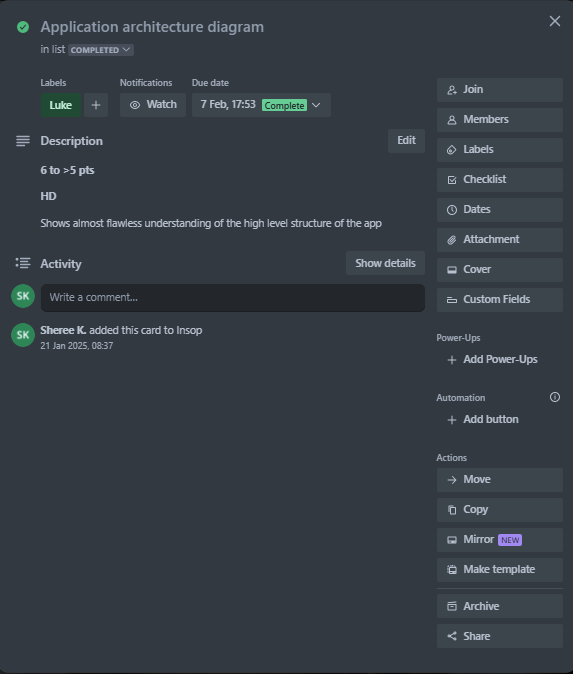 Application architecture diagram
in list COMPLETED
Labels
Notifications
Due date
Luke
Watch
7 Feb, 17:53 Complete
Description
Edit
6 to >5 pts
HD
Shows almost flawless understanding of the high level structure of the app
Activity
Show details
SK
Write a comment...
SK
Sheree K. added this card to Insop
21 Jan 2025, 08:37
Join
Members
Labels
Checklist
Dates
Attachment
Cover
Custom Fields
Power-Ups
+ Add Power-Ups
Automation
+ Add button
Actions
Move
Copy
Mirror NEW
Make template
Archive
Share